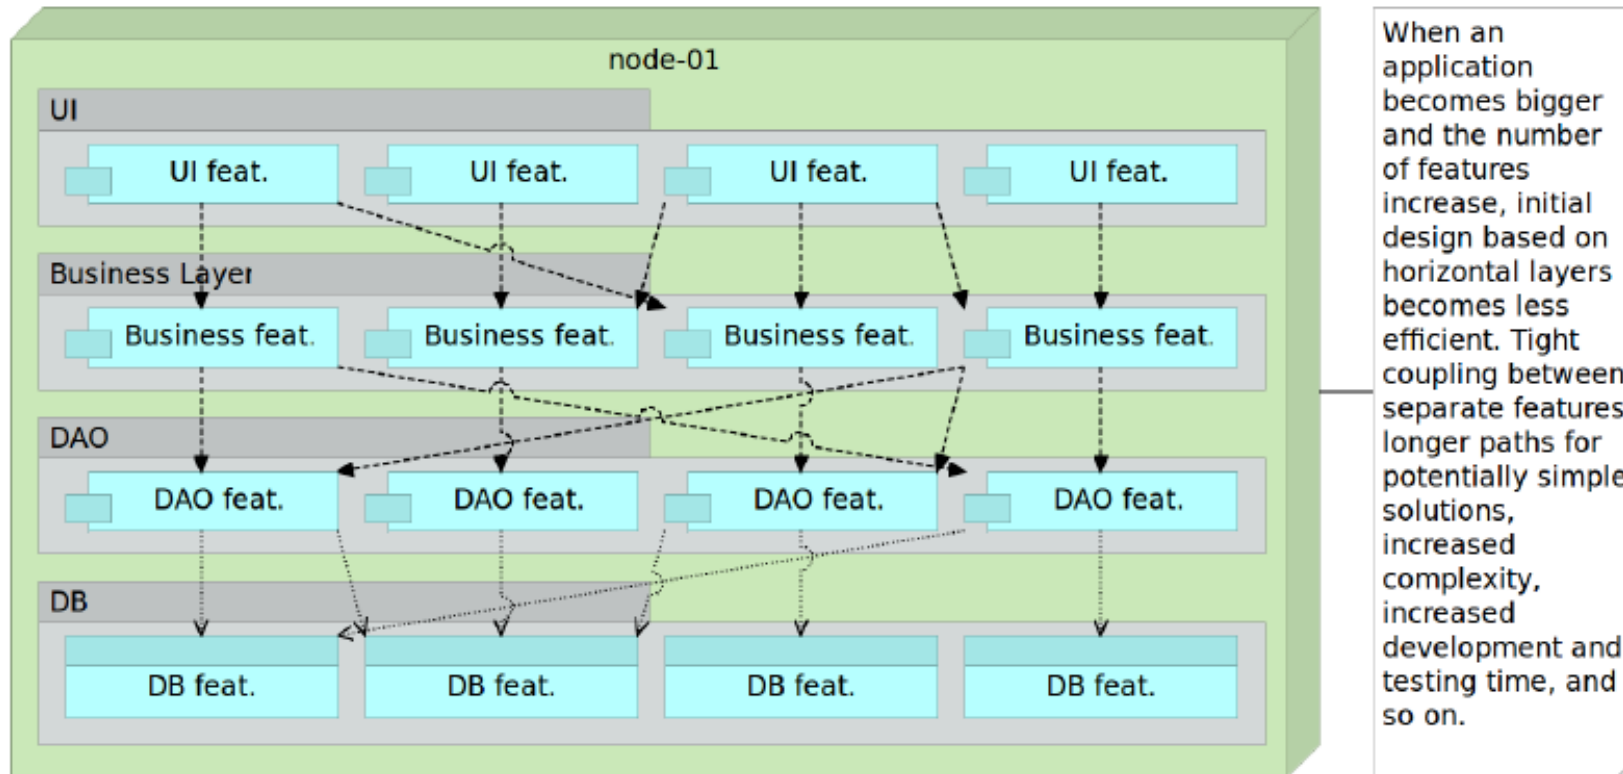 node-01
UI
UI feat.
UI feat.
UI feat.
UI feat.
Business Layer
Business feat.
Business feat.
Business feat.
Business feat.
DAO
DAO feat.
DAO feat.
DAO feat.
DAO feat.
DB
DB feat.
DB feat.
DB feat.
DB feat.
When an
application
becomes bigger
and the number
of features
increase, initial
design based on
horizontal layers
becomes less
efficient. Tight
coupling between
separate features
longer paths for
potentially simple
solutions,
increased
complexity,
increased
development and
testing time, and
so on.